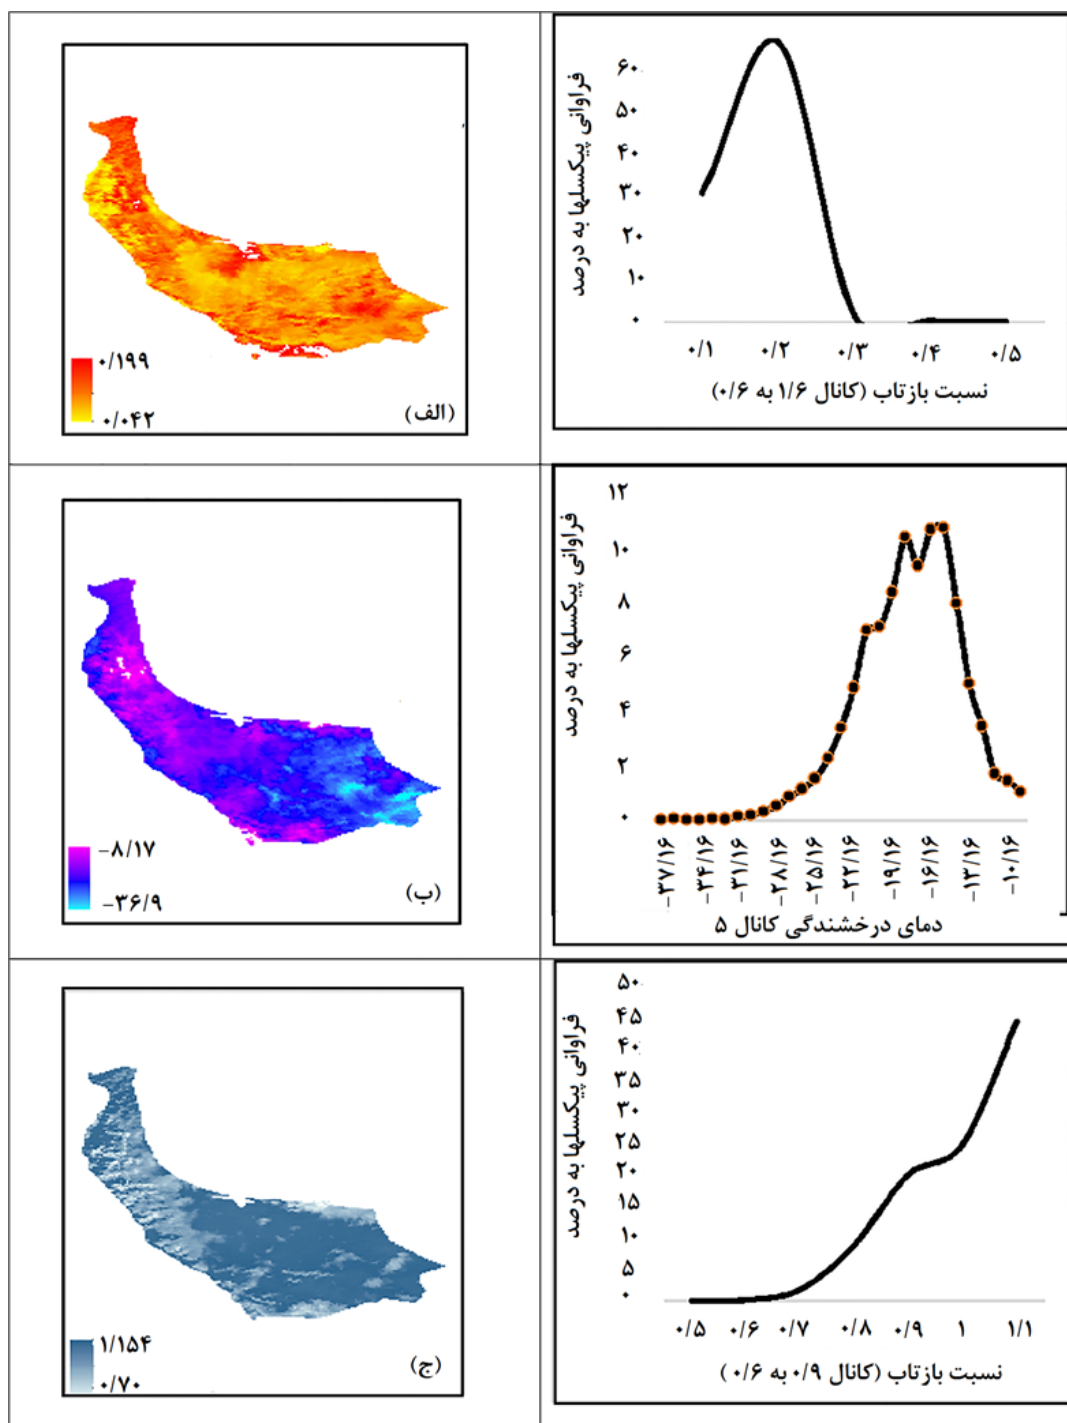 ۰/۱۹۹
۰/۰۴۲
(الف)
فراوانی پیکسلها به درصد
۶۰
۵۰
۴۰
۳۰
۲۰
۱۰
۰
۰/۱ ۰/۲ ۰/۳ ۰/۴ ۰/۵
نسبت بازتاب (کانال ۱/۶ به ۰/۶)
-۸/۱۷
-۳۶/۹
(ب)
فراوانی پیکسلها به درصد
۱۲
۱۰
۸
۶
۴
۲
۰
-۳۷/۱۶ -۳۴/۱۶ -۳۱/۱۶ -۲۸/۱۶ -۲۵/۱۶ -۲۲/۱۶ -۱۹/۱۶ -۱۶/۱۶ -۱۳/۱۶ -۱۰/۱۶
دمای درخشندگی کانال ۵
۱/۱۵۴
۰/۷۰
(ج)
فراوانی پیکسلها به درصد
۵۰
۴۵
۴۰
۳۵
۳۰
۲۵
۲۰
۱۵
۱۰
۵
۰
۰/۵ ۰/۶ ۰/۷ ۰/۸ ۰/۹ ۱ ۱/۱
نسبت بازتاب (کانال ۰/۹ به ۰/۶)